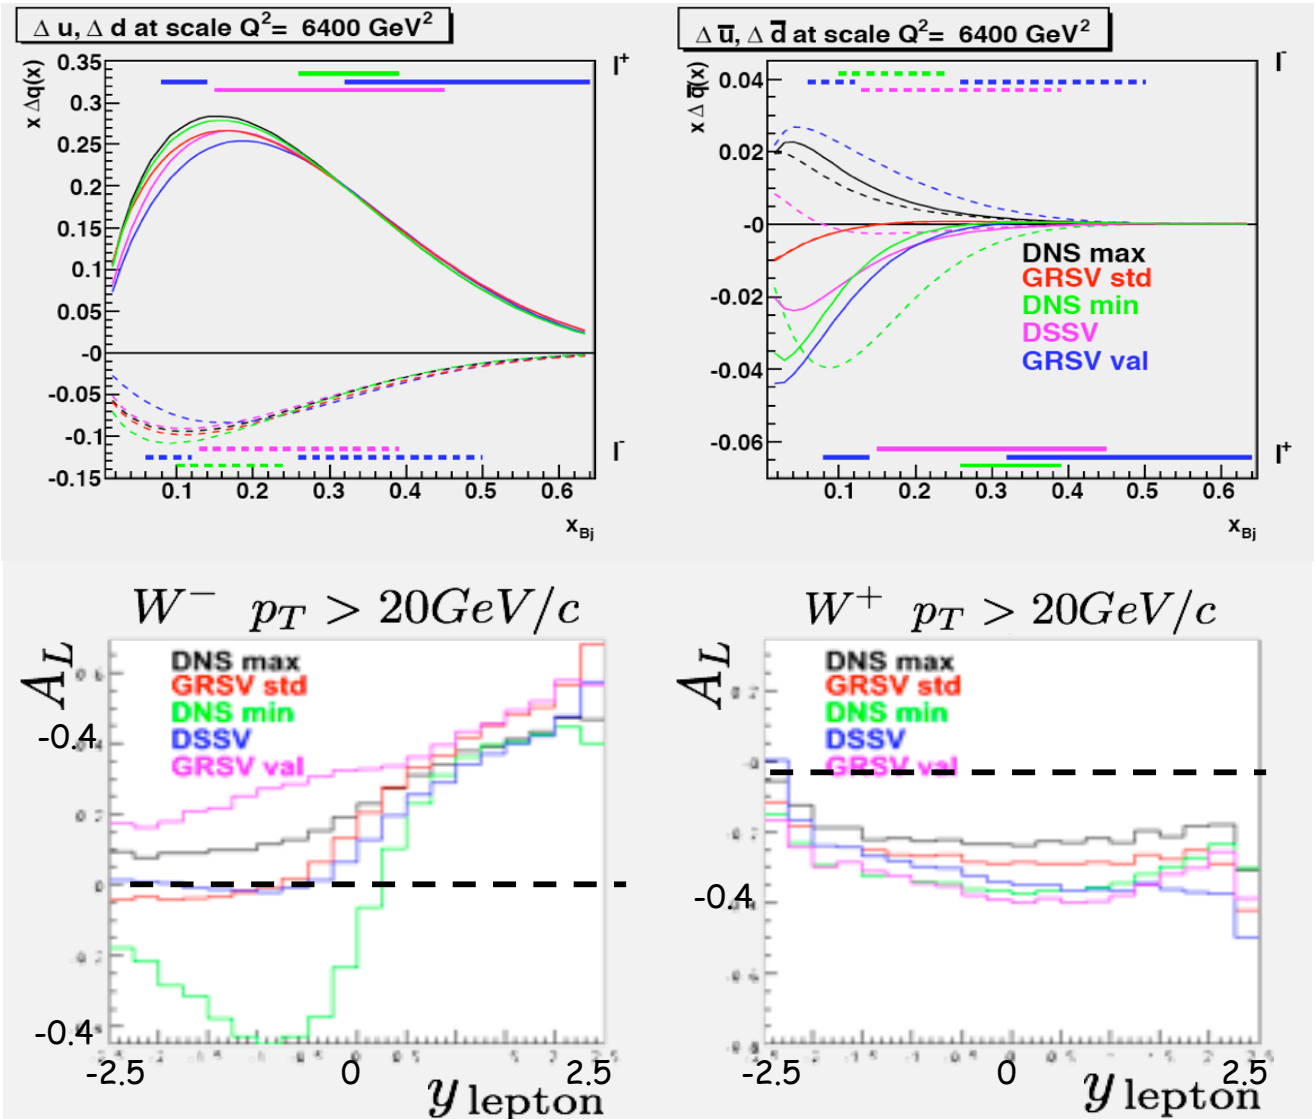 Δ u, Δ d at scale Q²= 6400 GeV²
x Δq(x)
0.35
0.3
0.25
0.2
0.15
0.1
0.05
-0
-0.05
-0.1
-0.15
l⁺
l⁻
0.1 0.2 0.3 0.4 0.5 0.6
x_Bj
Δ u̅, Δ d̅ at scale Q²= 6400 GeV²
x Δ q̅(x)
0.04
0.02
-0
-0.02
-0.04
-0.06
l⁻
DNS max
GRSV std
DNS min
DSSV
GRSV val
l⁺
0.1 0.2 0.3 0.4 0.5 0.6
x_Bj
W⁻ p_T > 20GeV/c
A_L
DNS max
GRSV std
DNS min
DSSV
GRSV val
-0.4
-0.4
-2.5 0 2.5
y lepton
W⁺ p_T > 20GeV/c
A_L
DNS max
GRSV std
DNS min
DSSV
GRSV val
-0.4
-2.5 0 2.5
y lepton